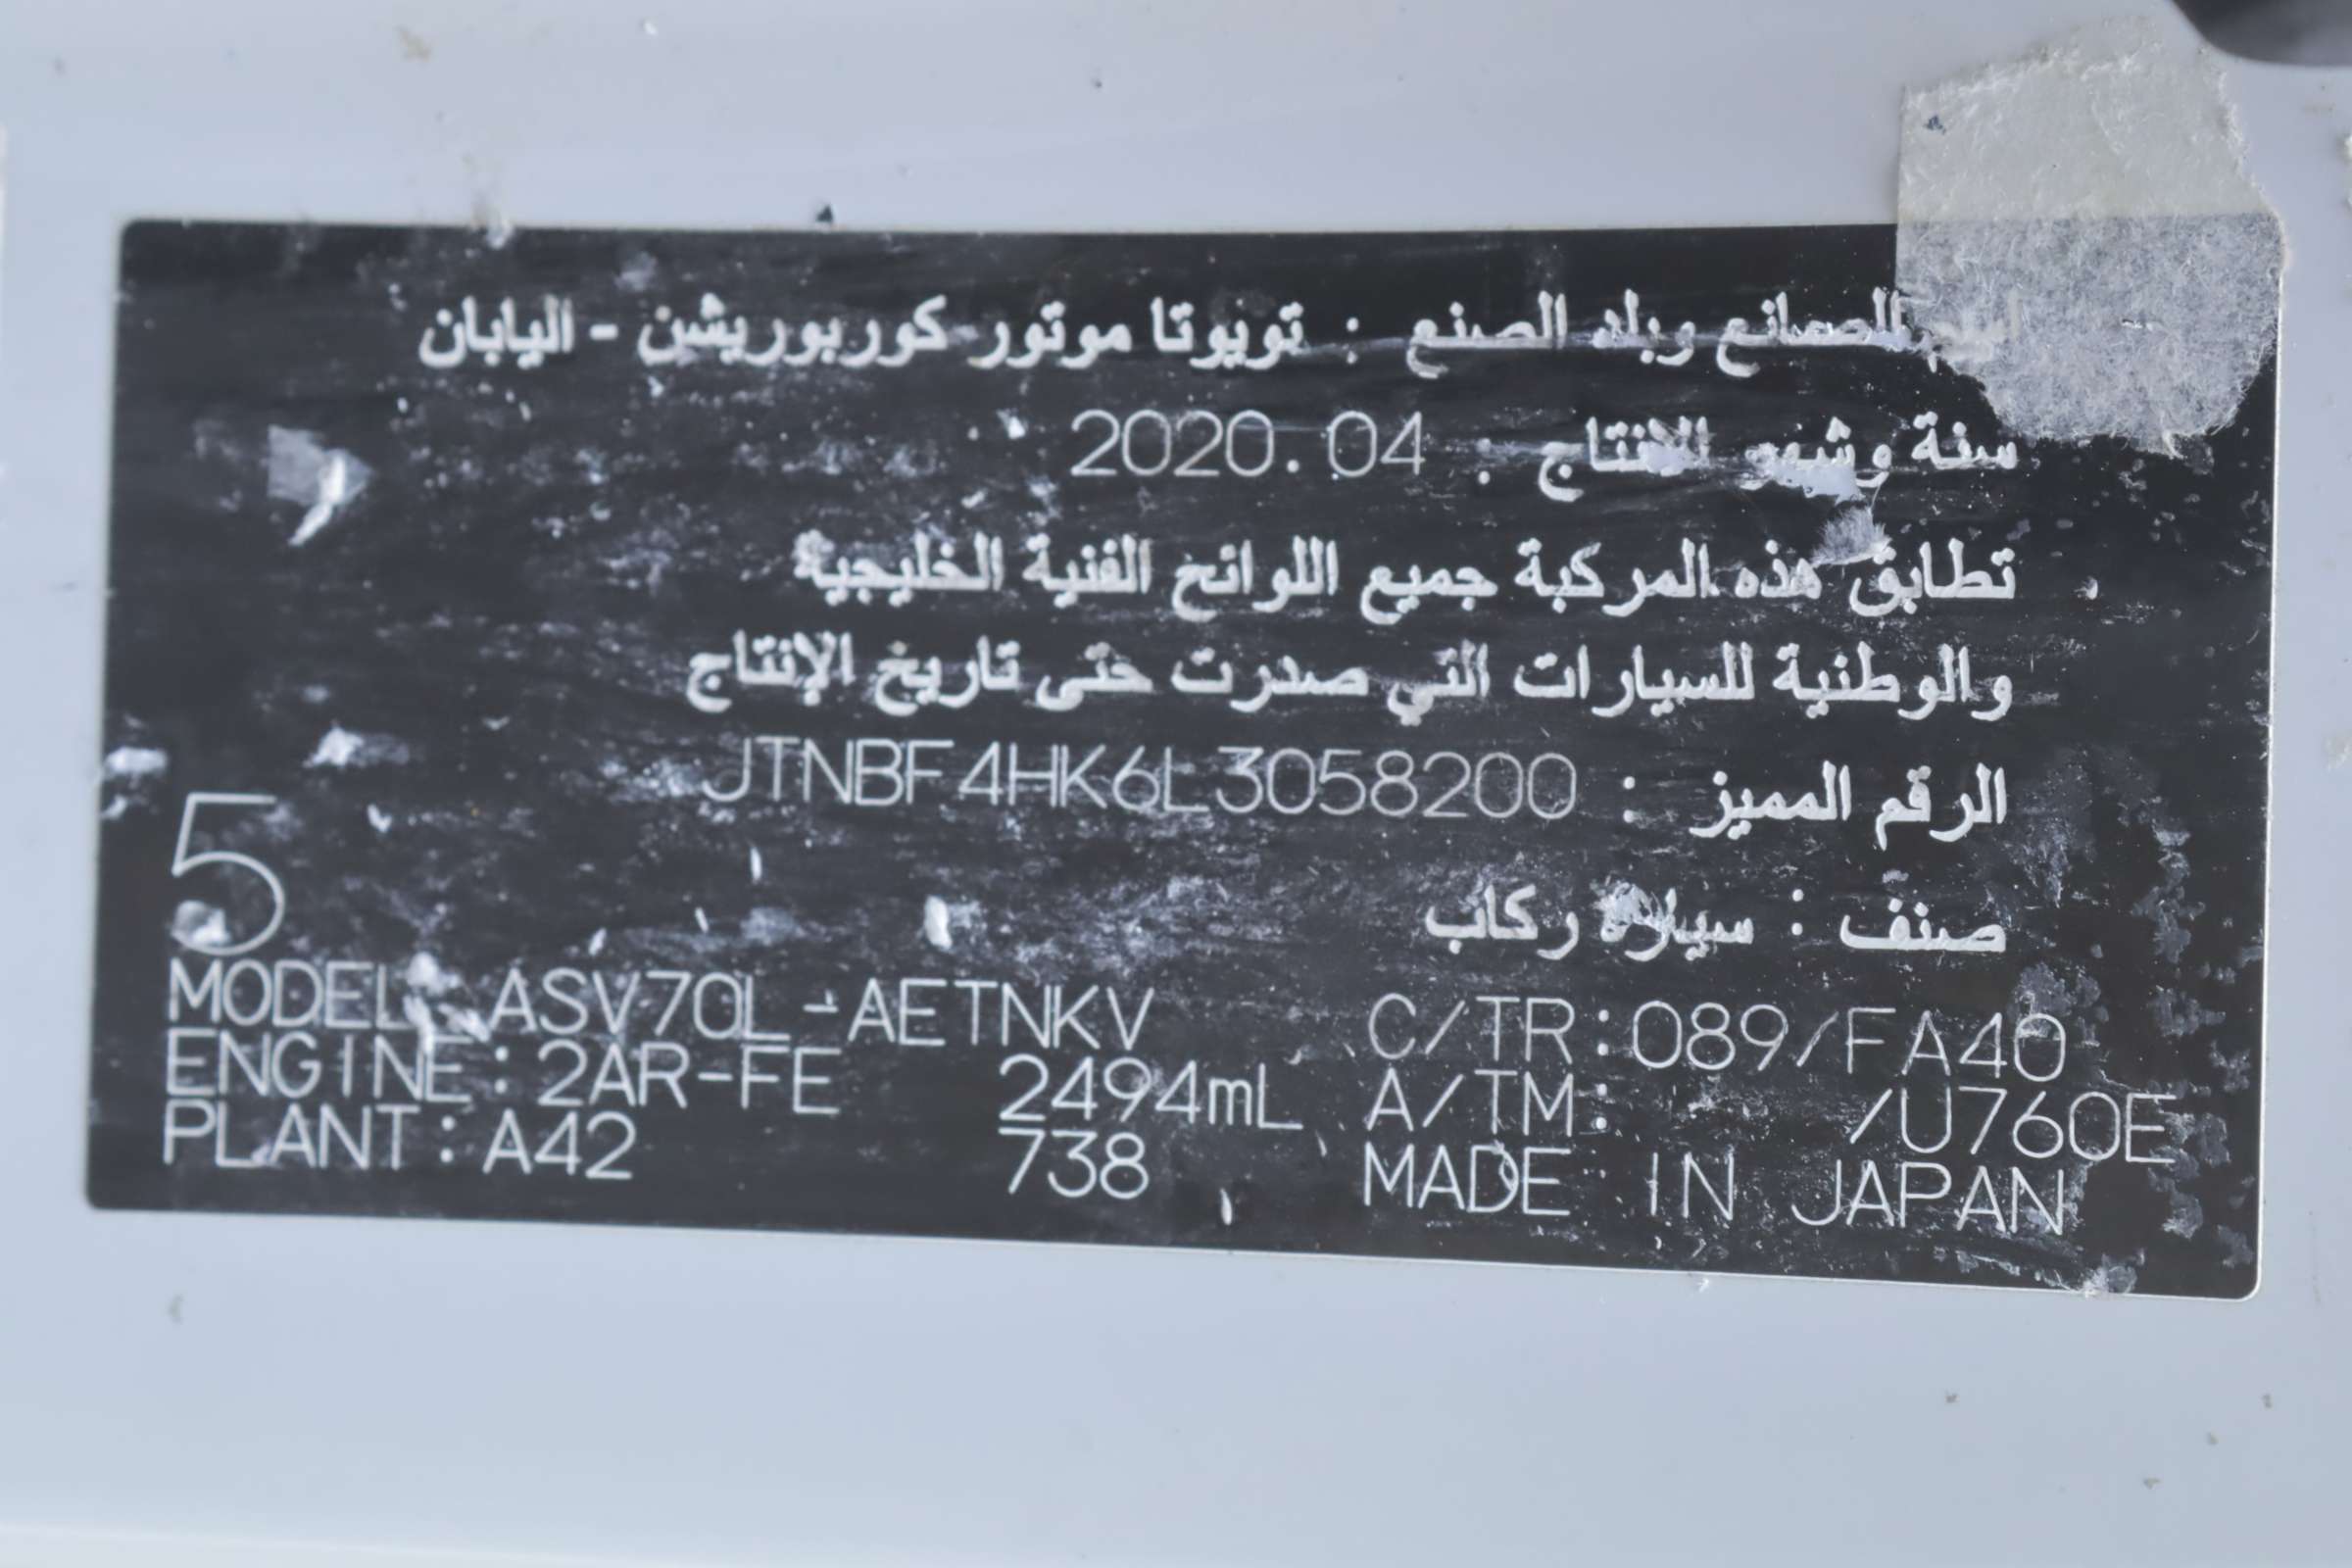 الصانع وبلد الصنع : تويوتا موتور كوربوريشن - اليابان
سنة وشهر الإنتاج : 2020.04
تطابق هذه المركبة جميع اللوائح الفنية الخليجية
والوطنية للسيارات التي صدرت حتى تاريخ الإنتاج
الرقم المميز : JTNBF4HK6L3058200
صنف : سيارة ركاب
5
MODEL: ASV70L-AETNKV C/TR:089/FA40
ENGINE: 2AR-FE 2494mL A/TM: /U760E
PLANT: A42 738 MADE IN JAPAN